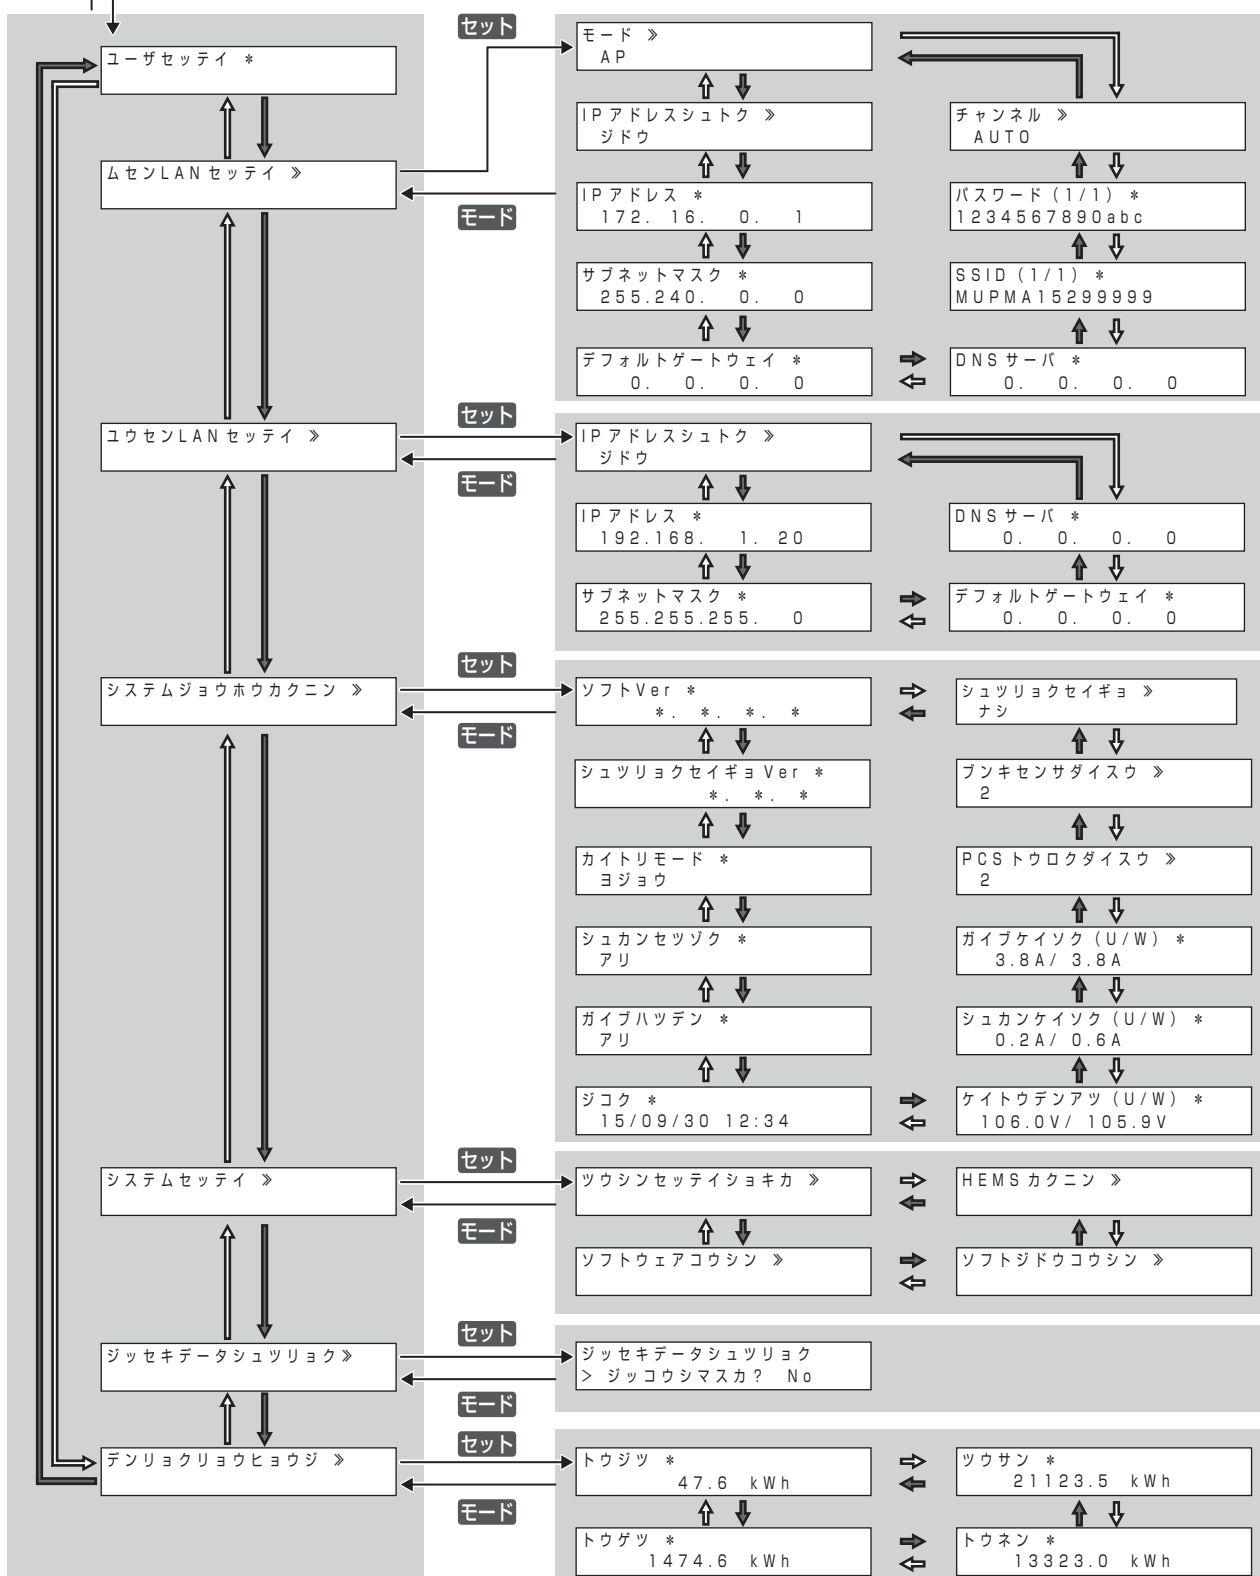 ユーザセッテイ *
ムセンLANセッテイ 》
セット
モード
モード 》
AP
IPアドレスシュトク 》
ジドウ
IPアドレス *
172. 16. 0. 1
サブネットマスク *
255.240. 0. 0
デフォルトゲートウェイ *
0. 0. 0. 0
チャンネル 》
AUTO
パスワード(1/1) *
1234567890abc
SSID(1/1) *
MUPMA15299999
DNSサーバ *
0. 0. 0. 0
ユウセンLANセッテイ 》
セット
モード
IPアドレスシュトク 》
ジドウ
IPアドレス *
192.168. 1. 20
サブネットマスク *
255.255.255. 0
DNSサーバ *
0. 0. 0. 0
デフォルトゲートウェイ *
0. 0. 0. 0
システムジョウホウカクニン 》
セット
モード
ソフトVer *
*. *. *. *
シュツリョクセイギョVer *
*. *. *
カイトリモード *
ヨジョウ
シュカンセツゾク *
アリ
ガイブハツデン *
アリ
ジコク *
15/09/30 12:34
シュツリョクセイギョ 》
ナシ
ブンキセンサダイスウ 》
2
PCSトウロクダイスウ 》
2
ガイブケイソク(U/W) *
3.8A/ 3.8A
シュカンケイソク(U/W) *
0.2A/ 0.6A
ケイトウデンアツ(U/W) *
106.0V/ 105.9V
システムセッテイ 》
セット
モード
ツウシンセッテイショキカ 》
ソフトウェアコウシン 》
HEMSカクニン 》
ソフトジドウコウシン 》
ジッセキデータシュツリョク》
セット
モード
ジッセキデータシュツリョク
> ジッコウシマスカ? No
デンリョクリョウヒョウジ 》
セット
モード
トウジツ *
47.6 kWh
トウゲツ *
1474.6 kWh
ツウサン *
21123.5 kWh
トウネン *
13323.0 kWh